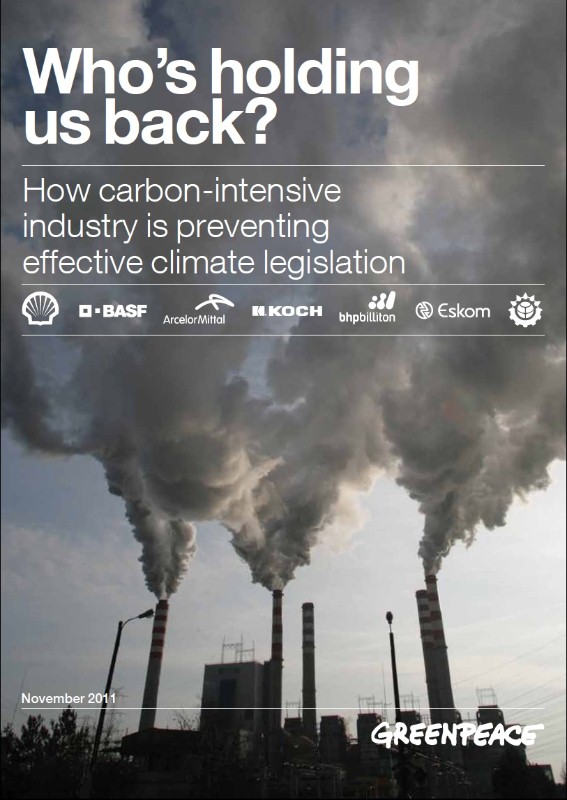 Who's holding
us back?
How carbon-intensive
industry is preventing
effective climate legislation
BASF ArcelorMittal KOCH bhpbilliton Eskom
November 2011
GREENPEACE